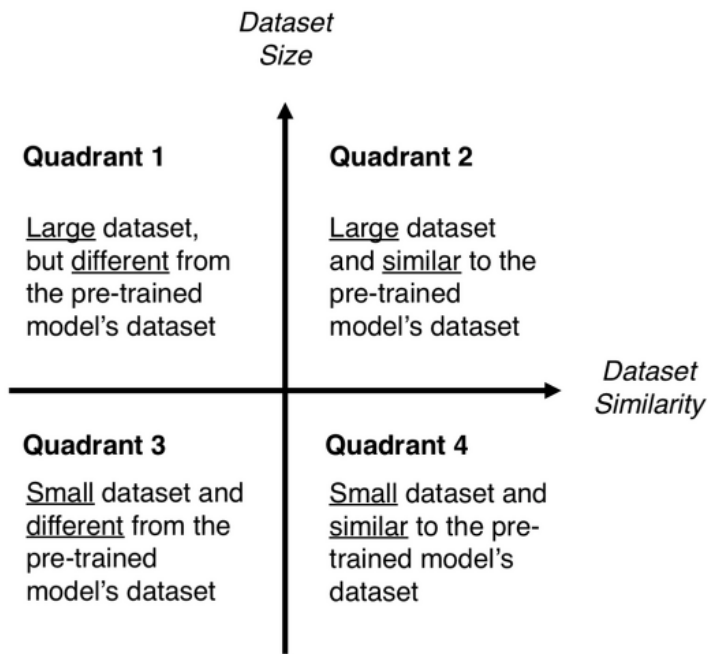 Dataset
Size
Quadrant 1
Large dataset,
but different from
the pre-trained
model's dataset
Quadrant 2
Large dataset
and similar to the
pre-trained
model's dataset
Dataset
Similarity
Quadrant 3
Small dataset and
different from the
pre-trained
model's dataset
Quadrant 4
Small dataset and
similar to the pre-
trained model's
dataset